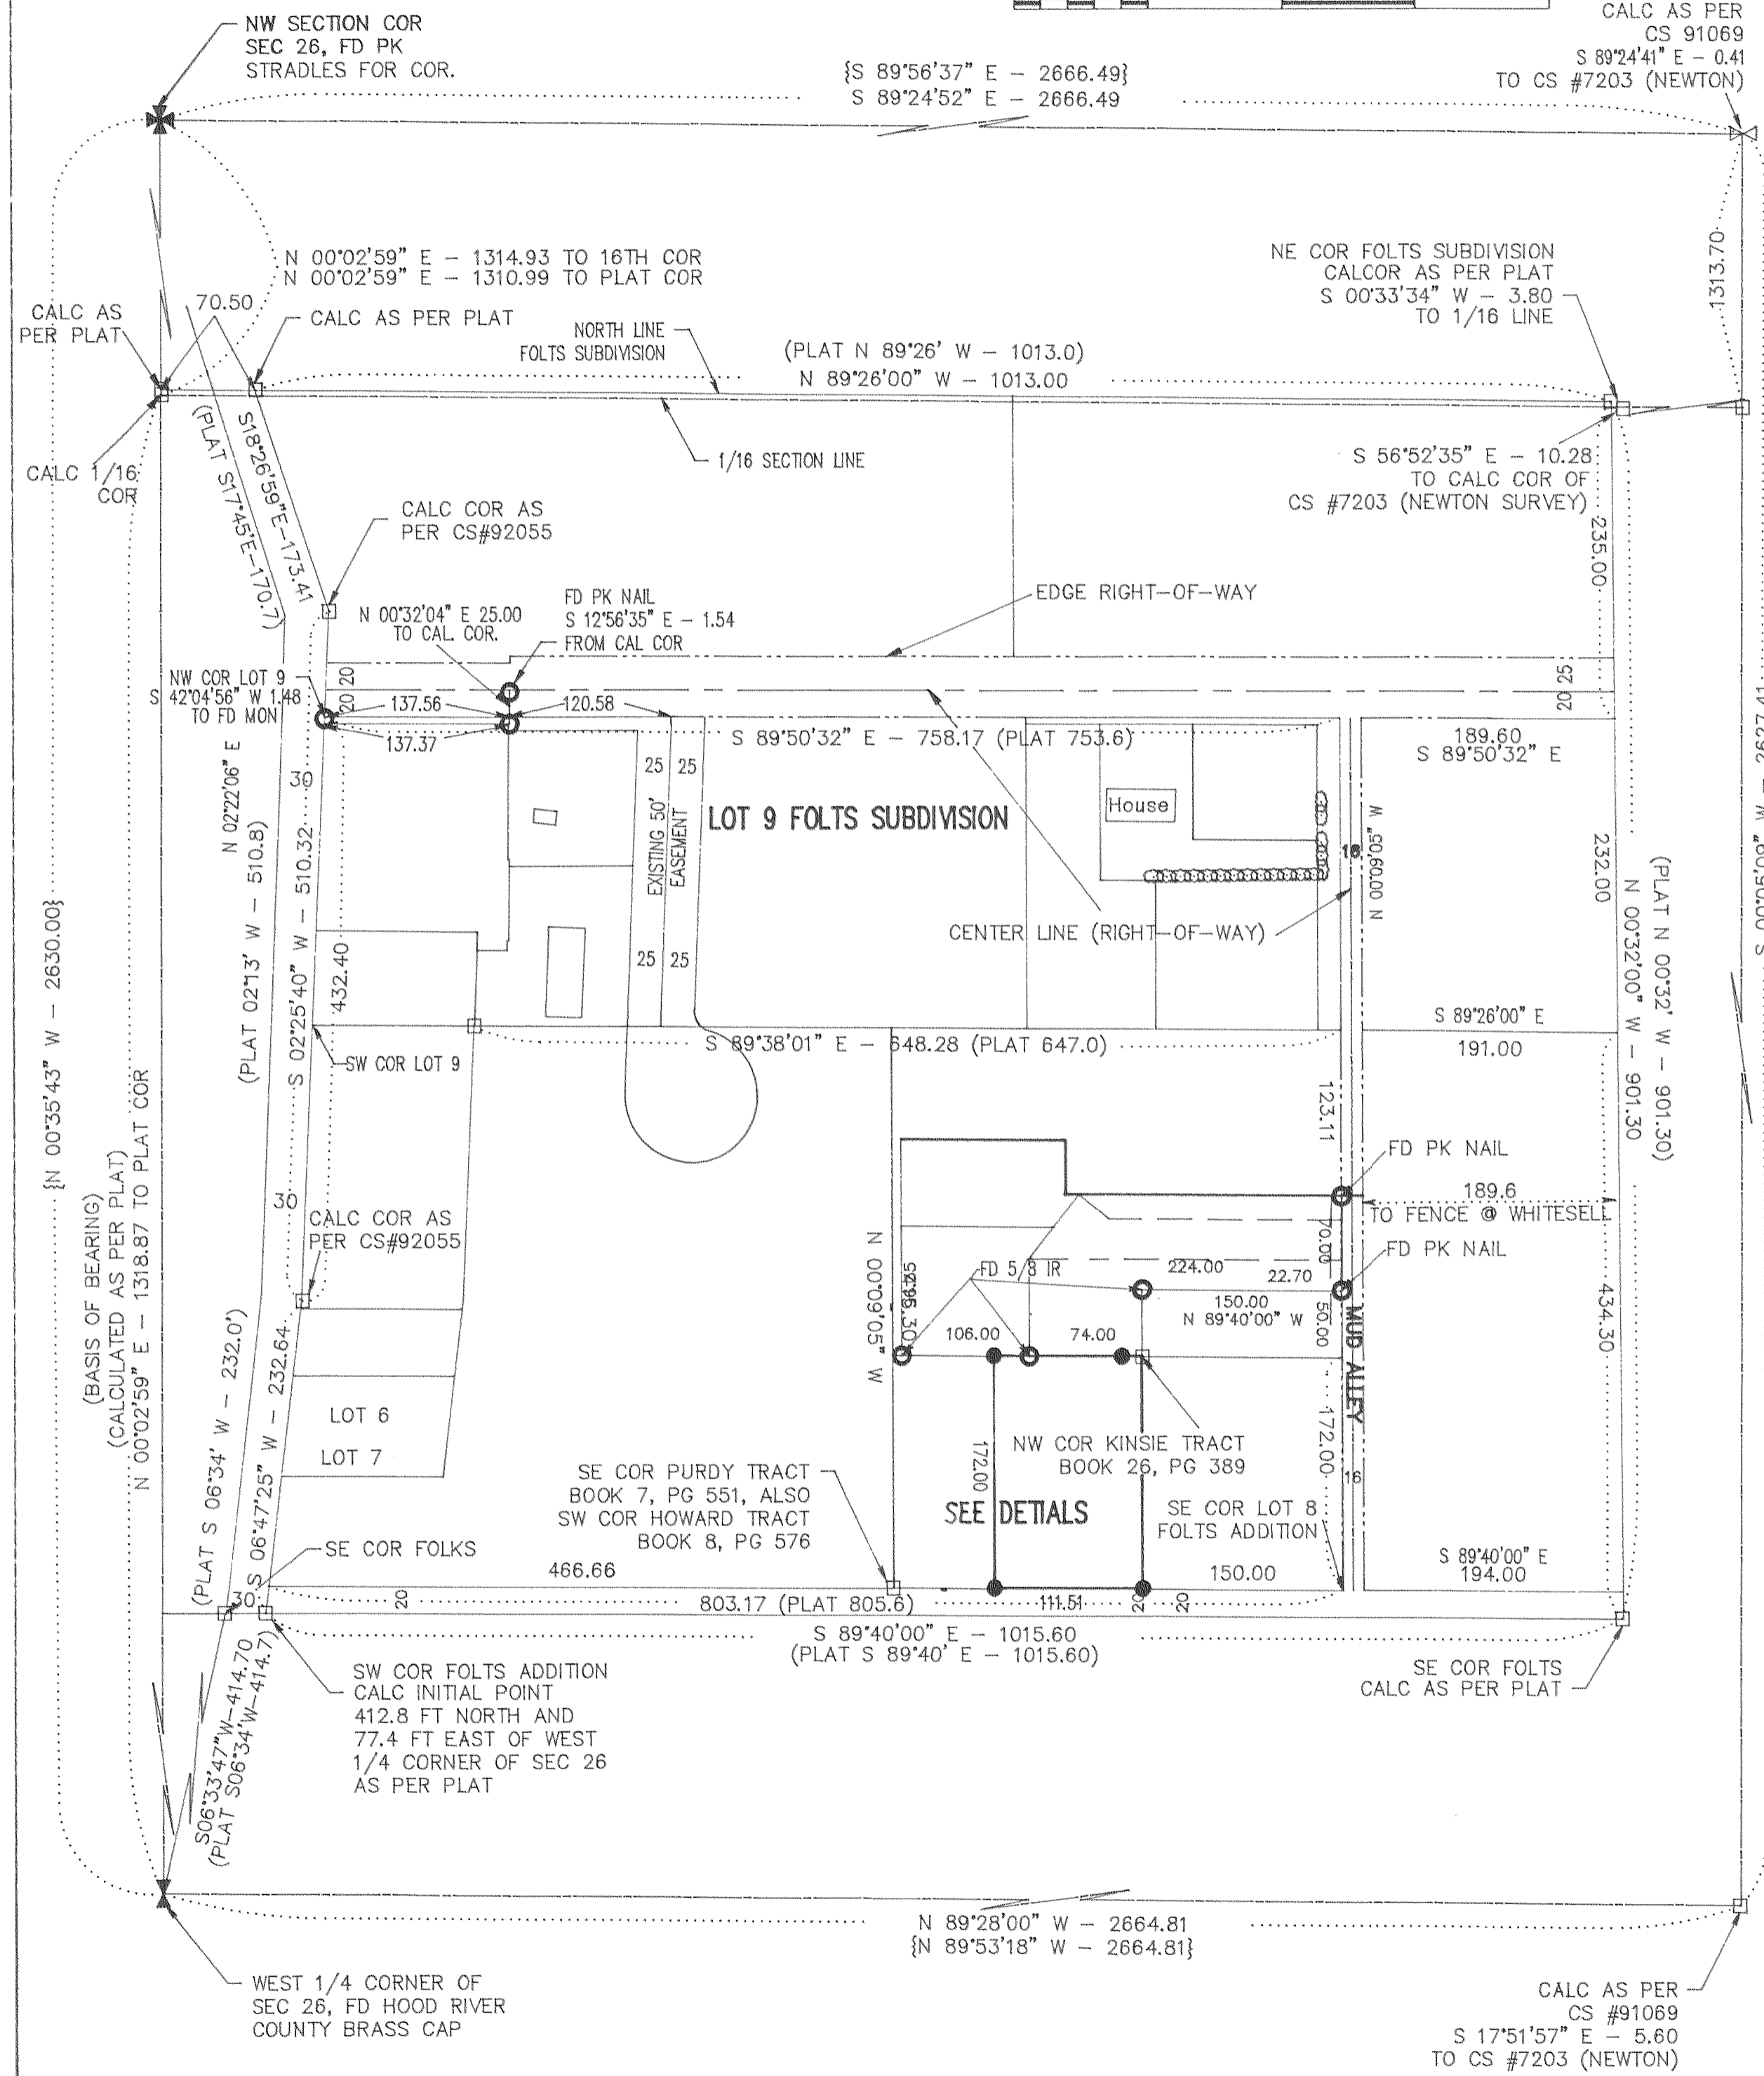 NW SECTION COR
SEC 26, FD PK
STRADLES FOR COR.
{S 89°56'37" E – 2666.49}
S 89°24'52" E – 2666.49
CALC AS PER
CS 91069
S 89°24'41" E – 0.41
TO CS #7203 (NEWTON)
N 00°02'59" E – 1314.93 TO 16TH COR
N 00°02'59" E – 1310.99 TO PLAT COR
NE COR FOLTS SUBDIVISION
CALCOR AS PER PLAT
S 00°33'34" W – 3.80
TO 1/16 LINE
1313.70
CALC AS
PER PLAT
70.50
CALC AS PER PLAT
NORTH LINE
FOLTS SUBDIVISION
(PLAT N 89°26' W – 1013.0)
N 89°26'00" W – 1013.00
1/16 SECTION LINE
CALC 1/16
COR
(PLAT S17°45'E–170.7)
S18°26'59"E–173.41
CALC COR AS
PER CS#92055
S 56°52'35" E – 10.28
TO CALC COR OF
CS #7203 (NEWTON SURVEY)
235.00
N 00°32'04" E 25.00
TO CAL. COR.
FD PK NAIL
S 12°56'35" E – 1.54
FROM CAL COR
EDGE RIGHT–OF–WAY
NW COR LOT 9
S 42°04'56" W 1.48
TO FD MON
20
20
137.56
120.58
137.37
25
20
S 89°50'32" E – 758.17 (PLAT 753.6)
189.60
S 89°50'32" E
N 02°22'06" E
30
25
25
LOT 9 FOLTS SUBDIVISION
House
EXISTING 50'
EASEMENT
16
N 00°09'05" W
232.00
(PLAT 02°13' W – 510.8)
S 02°25'40" W – 510.32
432.40
25
25
CENTER LINE (RIGHT–OF–WAY)
(PLAT N 00°32' W – 901.30)
N 00°32'00" W – 901.30
{N 00°35'43" W – 2630.00}
S 89°26'00" E
191.00
S 89°38'01" E – 648.28 (PLAT 647.0)
SW COR LOT 9
123.11
FD PK NAIL
189.6
TO FENCE @ WHITESELL
FD PK NAIL
30
CALC COR AS
PER CS#92055
N 00°09'05" W
70.00
FD 5/8 IR
224.00
22.70
150.00
N 89°40'00" W
50.00
106.00
74.00
MUD ALLEY
434.30
(BASIS OF BEARING)
(CALCULATED AS PER PLAT)
N 00°02'59" E – 1318.87 TO PLAT COR
(PLAT S 06°34' W – 232.0')
S 06°47'25" W – 232.64
LOT 6
LOT 7
172.00
NW COR KINSIE TRACT
BOOK 26, PG 389
172.00
16
SE COR PURDY TRACT
BOOK 7, PG 551, ALSO
SW COR HOWARD TRACT
BOOK 8, PG 576
SEE DETIALS
SE COR LOT 8
FOLTS ADDITION
SE COR FOLKS
466.66
150.00
S 89°40'00" E
194.00
30
20
803.17 (PLAT 805.6)
111.51
20
20
S 89°40'00" E – 1015.60
(PLAT S 89°40' E – 1015.60)
SW COR FOLTS ADDITION
CALC INITIAL POINT
412.8 FT NORTH AND
77.4 FT EAST OF WEST
1/4 CORNER OF SEC 26
AS PER PLAT
SE COR FOLTS
CALC AS PER PLAT
S06°33'47"W–414.70
(PLAT S06°34'W–414.7)
N 89°28'00" W – 2664.81
{N 89°53'18" W – 2664.81}
WEST 1/4 CORNER OF
SEC 26, FD HOOD RIVER
COUNTY BRASS CAP
CALC AS PER
CS #91069
S 17°51'57" E – 5.60
TO CS #7203 (NEWTON)